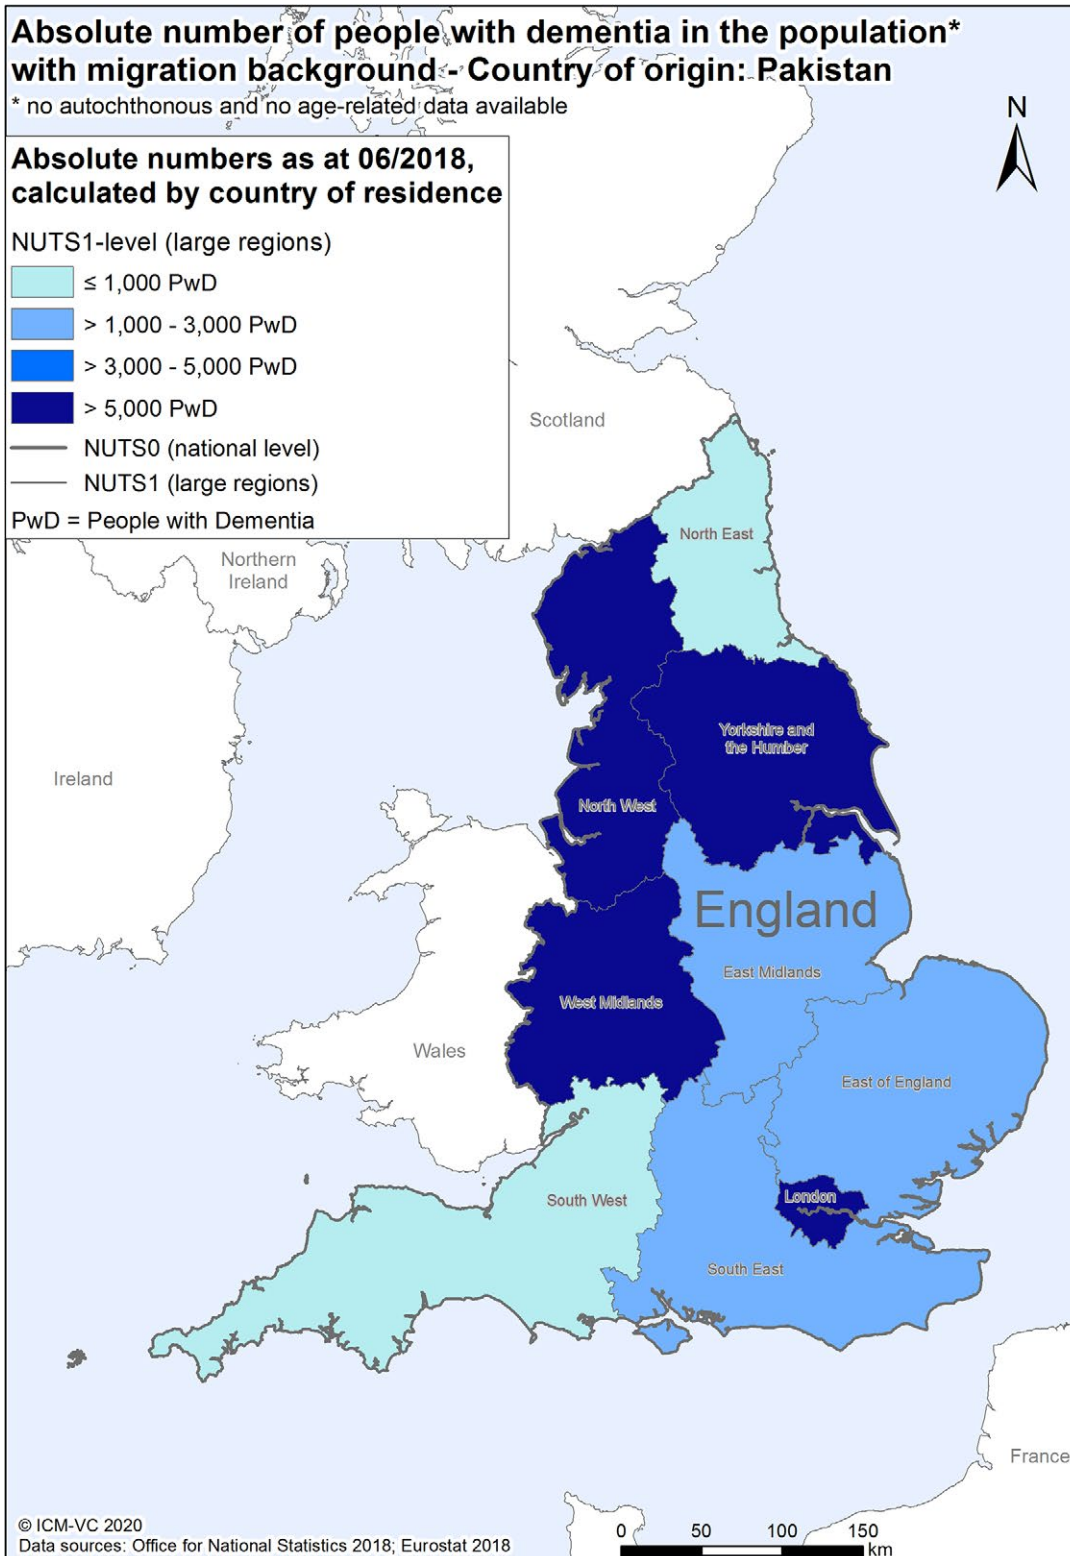 Absolute number of people with dementia in the population*
with migration background - Country of origin: Pakistan
* no autochthonous and no age-related data available
N
Absolute numbers as at 06/2018,
calculated by country of residence
NUTS1-level (large regions)
≤ 1,000 PwD
> 1,000 - 3,000 PwD
> 3,000 - 5,000 PwD
> 5,000 PwD
NUTS0 (national level)
NUTS1 (large regions)
PwD = People with Dementia
Scotland
North East
Northern
Ireland
Yorkshire and
the Humber
Ireland
North West
England
East Midlands
West Midlands
Wales
East of England
London
South West
South East
France
© ICM-VC 2020
Data sources: Office for National Statistics 2018; Eurostat 2018
0 50 100 150
km